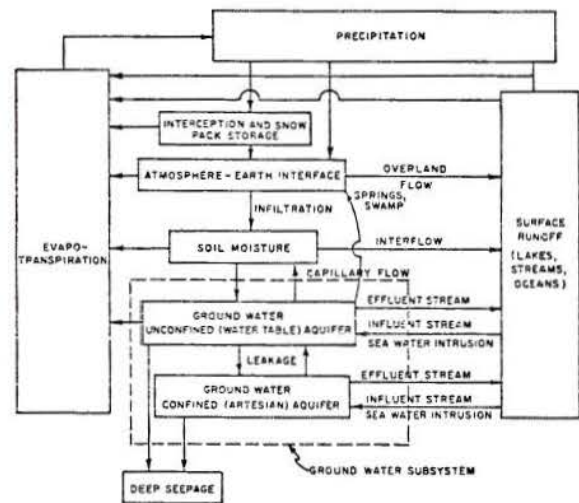 PRECIPITATION
INTERCEPTION AND SNOW
PACK STORAGE
ATMOSPHERE-EARTH INTERFACE
OVERLAND
FLOW
SPRINGS,
SWAMP
INFILTRATION
EVAPO-
TRANSPIRATION
SOIL MOISTURE
INTERFLOW
SURFACE
RUNOFF
(LAKES,
STREAMS,
OCEANS)
CAPILLARY FLOW
GROUND WATER
UNCONFINED (WATER TABLE) AQUIFER
EFFLUENT STREAM
INFLUENT STREAM
SEA WATER INTRUSION
LEAKAGE
GROUND WATER
CONFINED (ARTESIAN) AQUIFER
EFFLUENT STREAM
INFLUENT STREAM
SEA WATER INTRUSION
GROUND WATER SUBSYSTEM
DEEP SEEPAGE